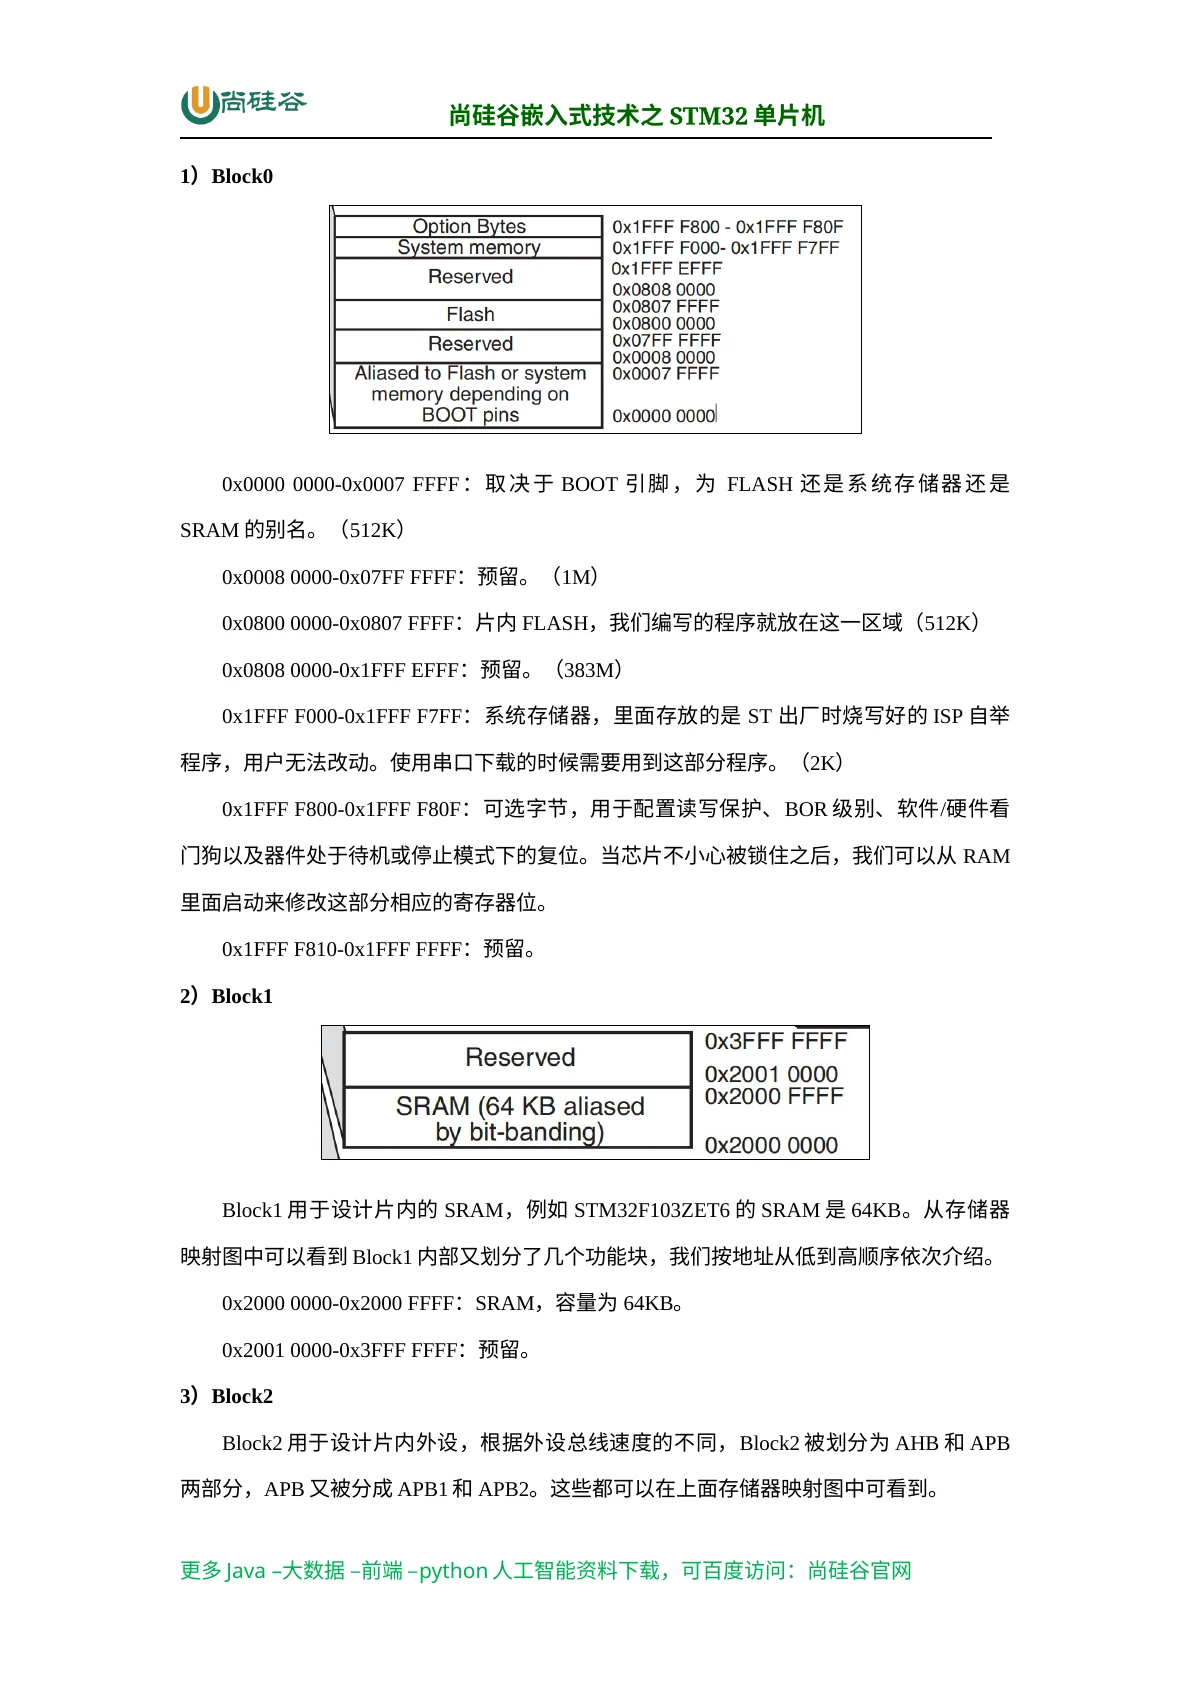 尚硅谷
尚硅谷嵌入式技术之 STM32 单片机
1）Block0
Option Bytes 0x1FFF F800 - 0x1FFF F80F
System memory 0x1FFF F000- 0x1FFF F7FF
Reserved 0x1FFF EFFF
0x0808 0000
Flash 0x0807 FFFF
0x0800 0000
Reserved 0x07FF FFFF
0x0008 0000
Aliased to Flash or system 0x0007 FFFF
memory depending on
BOOT pins 0x0000 0000
0x0000 0000-0x0007 FFFF：取决于 BOOT 引脚，为 FLASH 还是系统存储器还是
SRAM 的别名。（512K）
0x0008 0000-0x07FF FFFF：预留。（1M）
0x0800 0000-0x0807 FFFF：片内 FLASH，我们编写的程序就放在这一区域（512K）
0x0808 0000-0x1FFF EFFF：预留。（383M）
0x1FFF F000-0x1FFF F7FF：系统存储器，里面存放的是 ST 出厂时烧写好的 ISP 自举
程序，用户无法改动。使用串口下载的时候需要用到这部分程序。（2K）
0x1FFF F800-0x1FFF F80F：可选字节，用于配置读写保护、BOR 级别、软件/硬件看
门狗以及器件处于待机或停止模式下的复位。当芯片不小心被锁住之后，我们可以从 RAM
里面启动来修改这部分相应的寄存器位。
0x1FFF F810-0x1FFF FFFF：预留。
2）Block1
Reserved 0x3FFF FFFF
0x2001 0000
SRAM (64 KB aliased 0x2000 FFFF
by bit-banding)
0x2000 0000
Block1 用于设计片内的 SRAM，例如 STM32F103ZET6 的 SRAM 是 64KB。从存储器
映射图中可以看到 Block1 内部又划分了几个功能块，我们按地址从低到高顺序依次介绍。
0x2000 0000-0x2000 FFFF：SRAM，容量为 64KB。
0x2001 0000-0x3FFF FFFF：预留。
3）Block2
Block2 用于设计片内外设，根据外设总线速度的不同，Block2 被划分为 AHB 和 APB
两部分，APB 又被分成 APB1 和 APB2。这些都可以在上面存储器映射图中可看到。
更多 Java –大数据 –前端 –python 人工智能资料下载，可百度访问：尚硅谷官网